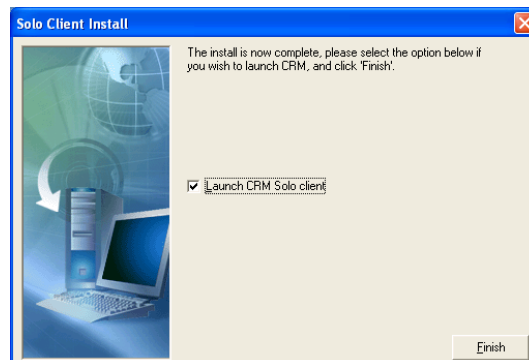 Solo Client Install
The install is now complete, please select the option below if
you wish to launch CRM, and click 'Finish'.
Launch CRM Solo client
Finish